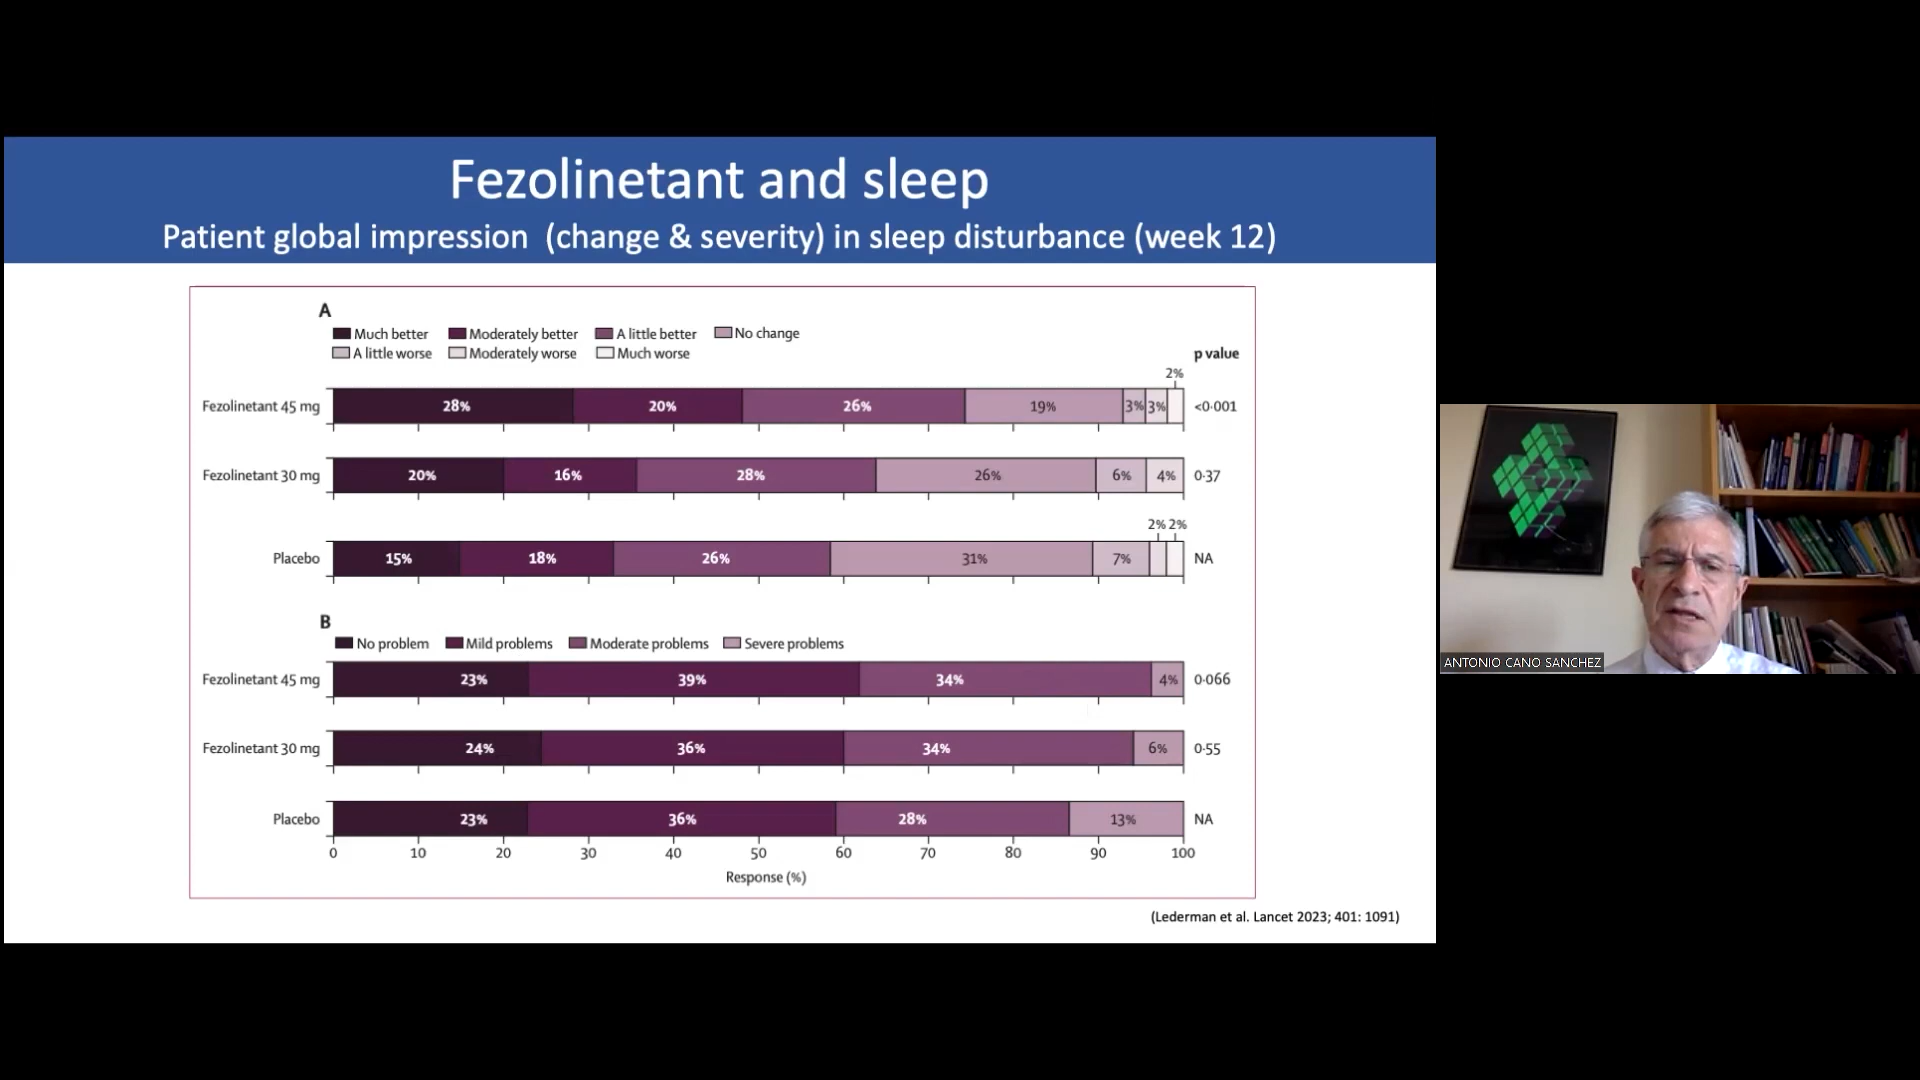 Fezolinetant and sleep
Patient global impression (change & severity) in sleep disturbance (week 12)
A
Much better Moderately better A little better No change
A little worse Moderately worse Much worse
p value
2%
Fezolinetant 45 mg 28% 20% 26% 19% 3% 3% <0·001
Fezolinetant 30 mg 20% 16% 28% 26% 6% 4% 0·37
2% 2%
Placebo 15% 18% 26% 31% 7% NA
B
No problem Mild problems Moderate problems Severe problems
Fezolinetant 45 mg 23% 39% 34% 4% 0·066
Fezolinetant 30 mg 24% 36% 34% 6% 0·55
Placebo 23% 36% 28% 13% NA
0 10 20 30 40 50 60 70 80 90 100
Response (%)
(Lederman et al. Lancet 2023; 401: 1091)
ANTONIO CANO SANCHEZ